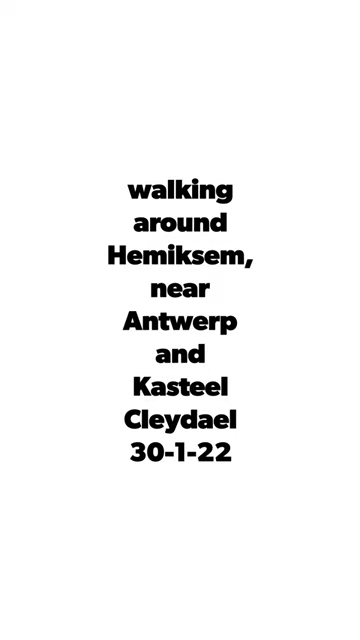 walking
around
Hemiksem,
near
Antwerp
and
Kasteel
Cleydael
30-1-22